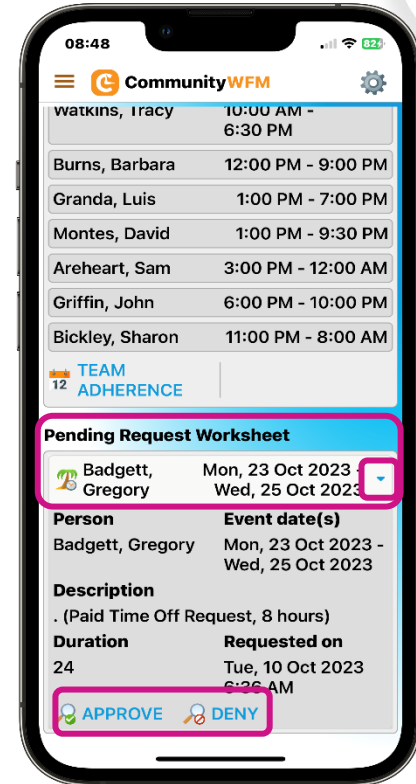 08:48
82
CommunityWFM
Watkins, Tracy 10:00 AM -
6:30 PM
Burns, Barbara 12:00 PM - 9:00 PM
Granda, Luis 1:00 PM - 7:00 PM
Montes, David 1:00 PM - 9:30 PM
Areheart, Sam 3:00 PM - 12:00 AM
Griffin, John 6:00 PM - 10:00 PM
Bickley, Sharon 11:00 PM - 8:00 AM
12 TEAM
ADHERENCE
Pending Request Worksheet
Badgett, Mon, 23 Oct 2023 -
Gregory Wed, 25 Oct 2023
Person Event date(s)
Badgett, Gregory Mon, 23 Oct 2023 -
Wed, 25 Oct 2023
Description
. (Paid Time Off Request, 8 hours)
Duration Requested on
24 Tue, 10 Oct 2023
6:36 AM
APPROVE DENY